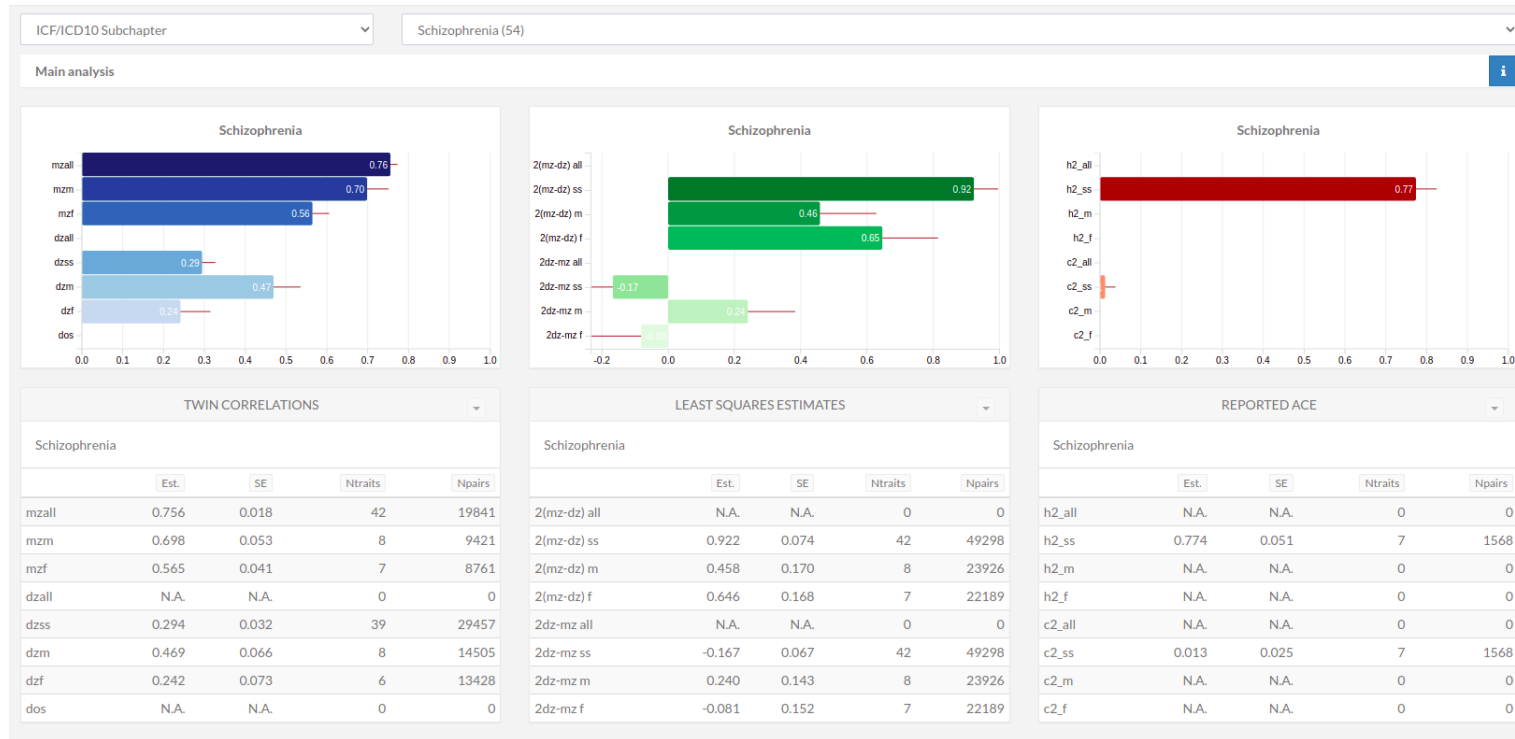 ICF/ICD10 Subchapter
Schizophrenia (54)
Main analysis
i
Schizophrenia
mzall
mzm
mzf
dzall
dzss
dzm
dzf
dos
0.76
0.70
0.56
0.29
0.47
0.24
0.0 0.1 0.2 0.3 0.4 0.5 0.6 0.7 0.8 0.9 1.0
Schizophrenia
2(mz-dz) all
2(mz-dz) ss
2(mz-dz) m
2(mz-dz) f
2dz-mz all
2dz-mz ss
2dz-mz m
2dz-mz f
0.92
0.46
0.65
-0.17
0.24
-0.2 0.0 0.2 0.4 0.6 0.8 1.0
Schizophrenia
h2_all
h2_ss
h2_m
h2_f
c2_all
c2_ss
c2_m
c2_f
0.77
0.0 0.1 0.2 0.3 0.4 0.5 0.6 0.7 0.8 0.9 1.0
TWIN CORRELATIONS
Schizophrenia
Est. SE Ntraits Npairs
mzall 0.756 0.018 42 19841
mzm 0.698 0.053 8 9421
mzf 0.565 0.041 7 8761
dzall N.A. N.A. 0 0
dzss 0.294 0.032 39 29457
dzm 0.469 0.066 8 14505
dzf 0.242 0.073 6 13428
dos N.A. N.A. 0 0
LEAST SQUARES ESTIMATES
Schizophrenia
Est. SE Ntraits Npairs
2(mz-dz) all N.A. N.A. 0 0
2(mz-dz) ss 0.922 0.074 42 49298
2(mz-dz) m 0.458 0.170 8 23926
2(mz-dz) f 0.646 0.168 7 22189
2dz-mz all N.A. N.A. 0 0
2dz-mz ss -0.167 0.067 42 49298
2dz-mz m 0.240 0.143 8 23926
2dz-mz f -0.081 0.152 7 22189
REPORTED ACE
Schizophrenia
Est. SE Ntraits Npairs
h2_all N.A. N.A. 0 0
h2_ss 0.774 0.051 7 1568
h2_m N.A. N.A. 0 0
h2_f N.A. N.A. 0 0
c2_all N.A. N.A. 0 0
c2_ss 0.013 0.025 7 1568
c2_m N.A. N.A. 0 0
c2_f N.A. N.A. 0 0